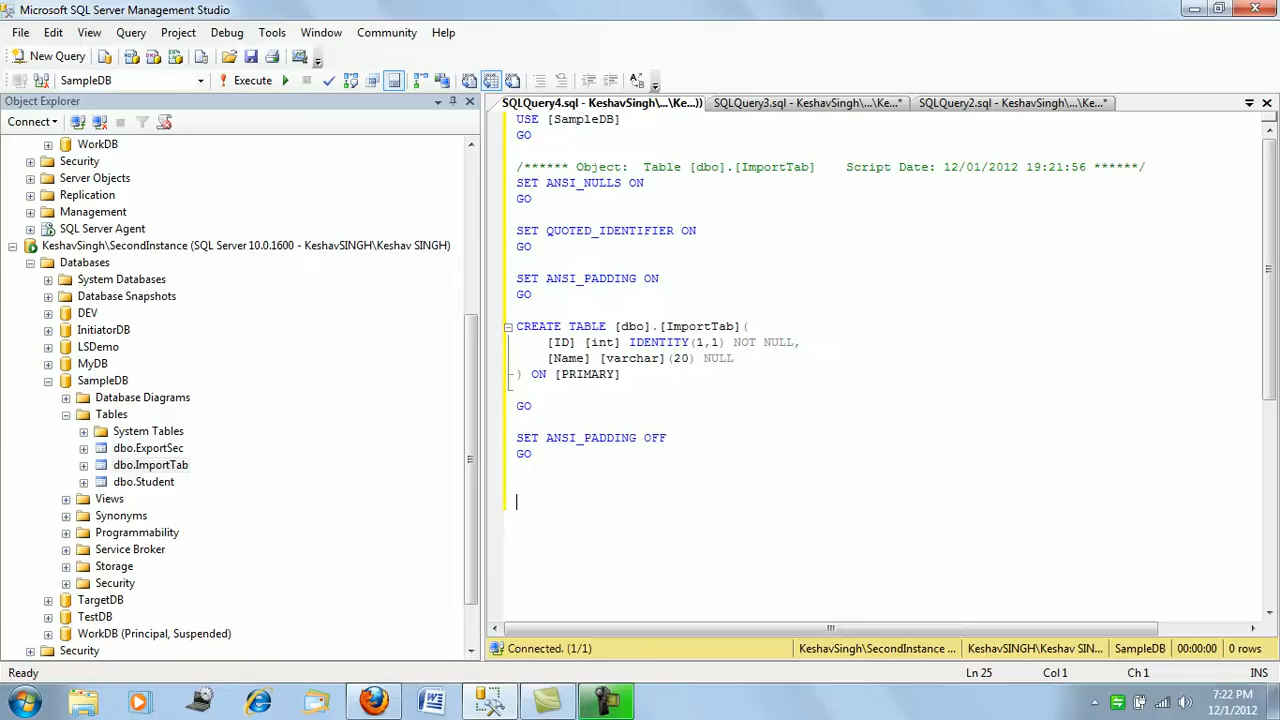 Microsoft SQL Server Management Studio
File Edit View Query Project Debug Tools Window Community Help
New Query
SampleDB Execute
Object Explorer
SQLQuery4.sql - KeshavSingh\...\Ke...)) SQLQuery3.sql - KeshavSingh\...\Ke...* SQLQuery2.sql - KeshavSingh\...\Ke...*
Connect
WorkDB
Security
Server Objects
Replication
Management
SQL Server Agent
KeshavSingh\SecondInstance (SQL Server 10.0.1600 - KeshavSINGH\Keshav SINGH)
Databases
System Databases
Database Snapshots
DEV
InitiatorDB
LSDemo
MyDB
SampleDB
Database Diagrams
Tables
System Tables
dbo.ExportSec
dbo.ImportTab
dbo.Student
Views
Synonyms
Programmability
Service Broker
Storage
Security
TargetDB
TestDB
WorkDB (Principal, Suspended)
Security
USE [SampleDB]
GO
/****** Object: Table [dbo].[ImportTab] Script Date: 12/01/2012 19:21:56 ******/
SET ANSI_NULLS ON
GO
SET QUOTED_IDENTIFIER ON
GO
SET ANSI_PADDING ON
GO
CREATE TABLE [dbo].[ImportTab](
[ID] [int] IDENTITY(1,1) NOT NULL,
[Name] [varchar](20) NULL
) ON [PRIMARY]
GO
SET ANSI_PADDING OFF
GO
Connected. (1/1) KeshavSingh\SecondInstance ... KeshavSINGH\Keshav SIN... SampleDB 00:00:00 0 rows
Ready Ln 25 Col 1 Ch 1 INS
7:22 PM
12/1/2012